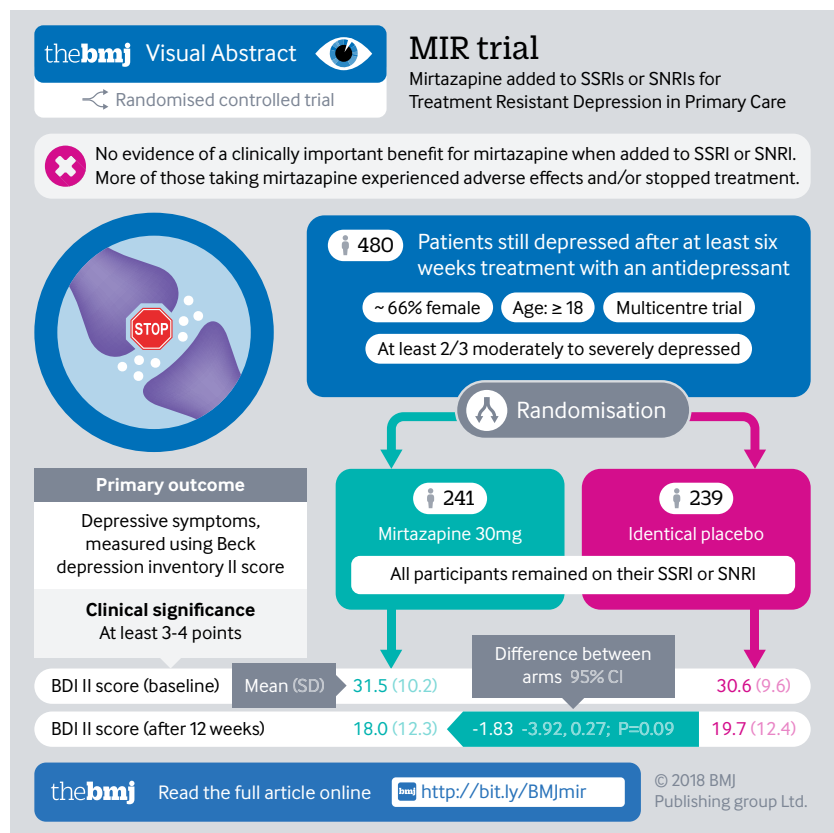 thebmj Visual Abstract
Randomised controlled trial
MIR trial
Mirtazapine added to SSRIs or SNRIs for
Treatment Resistant Depression in Primary Care
No evidence of a clinically important benefit for mirtazapine when added to SSRI or SNRI.
More of those taking mirtazapine experienced adverse effects and/or stopped treatment.
STOP
480
Patients still depressed after at least six
weeks treatment with an antidepressant
~ 66% female
Age: ≥ 18
Multicentre trial
At least 2/3 moderately to severely depressed
Randomisation
241
Mirtazapine 30mg
239
Identical placebo
All participants remained on their SSRI or SNRI
Primary outcome
Depressive symptoms,
measured using Beck
depression inventory II score
Clinical significance
At least 3-4 points
Difference between
arms 95% CI
BDI II score (baseline) Mean (SD) 31.5 (10.2) 30.6 (9.6)
BDI II score (after 12 weeks) 18.0 (12.3) -1.83 -3.92, 0.27; P=0.09 19.7 (12.4)
thebmj Read the full article online bmj http://bit.ly/BMJmir
© 2018 BMJ
Publishing group Ltd.